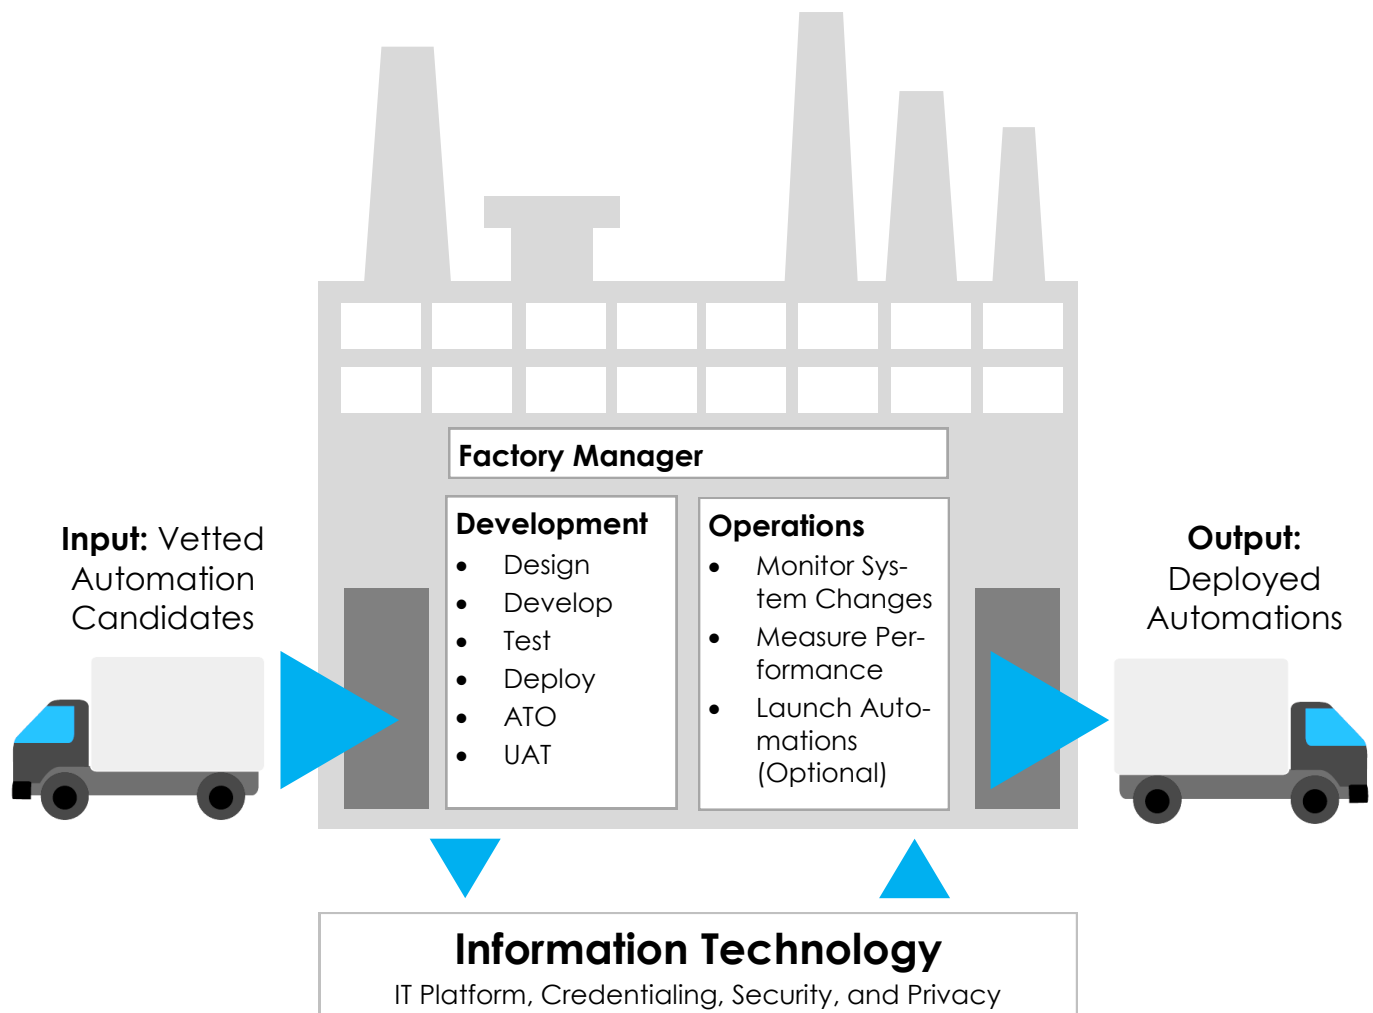 Factory Manager
Input: Vetted
Automation
Candidates
Development
• Design
• Develop
• Test
• Deploy
• ATO
• UAT
Operations
• Monitor Sys-
tem Changes
• Measure Per-
formance
• Launch Auto-
mations
(Optional)
Output:
Deployed
Automations
Information Technology
IT Platform, Credentialing, Security, and Privacy